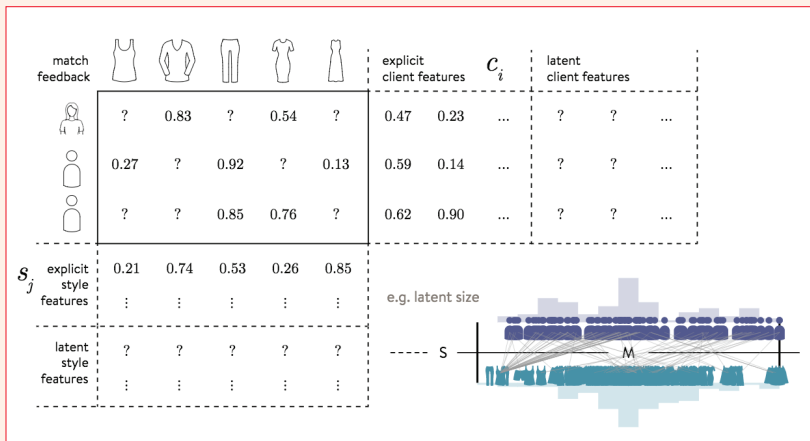 match
feedback
explicit
client features
c_i
latent
client features
? 0.83 ? 0.54 ? 0.47 0.23 ... ? ? ...
0.27 ? 0.92 ? 0.13 0.59 0.14 ... ? ? ...
? ? 0.85 0.76 ? 0.62 0.90 ... ? ? ...
s_j
explicit
style
features
0.21 0.74 0.53 0.26 0.85
⋮ ⋮ ⋮ ⋮ ⋮
latent
style
features
? ? ? ? ?
⋮ ⋮ ⋮ ⋮ ⋮
e.g. latent size
S M